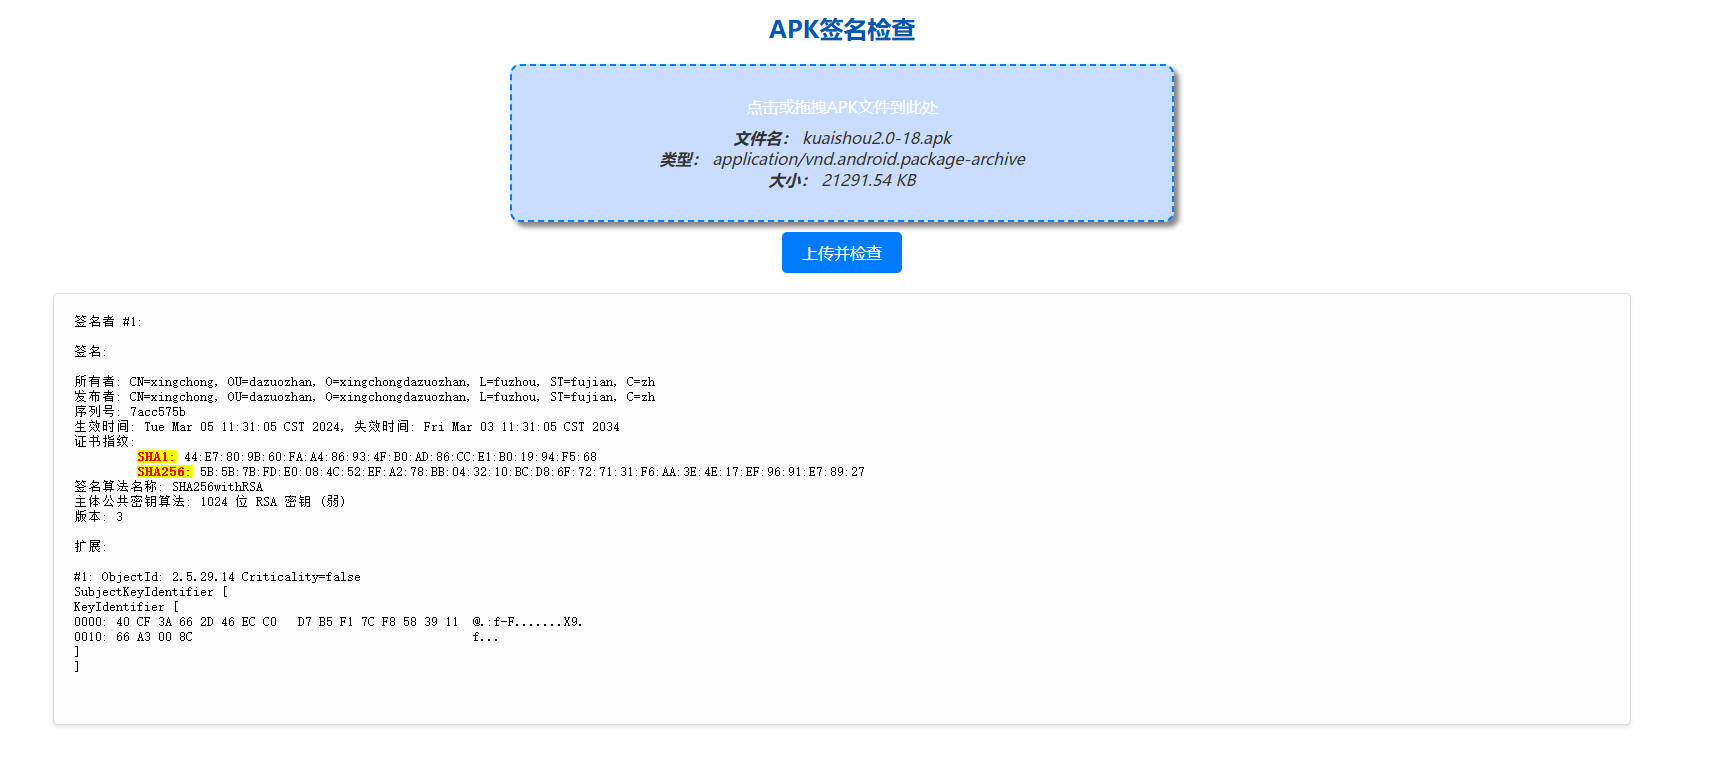 APK签名检查
点击或拖拽APK文件到此处
文件名： kuaishou2.0-18.apk
类型： application/vnd.android.package-archive
大小： 21291.54 KB
上传并检查
签名者 #1:
签名:
所有者: CN=xingchong, OU=dazuozhan, O=xingchongdazuozhan, L=fuzhou, ST=fujian, C=zh
发布者: CN=xingchong, OU=dazuozhan, O=xingchongdazuozhan, L=fuzhou, ST=fujian, C=zh
序列号: 7acc575b
生效时间: Tue Mar 05 11:31:05 CST 2024, 失效时间: Fri Mar 03 11:31:05 CST 2034
证书指纹:
SHA1: 44:E7:80:9B:60:FA:A4:86:93:4F:B0:AD:86:CC:E1:B0:19:94:F5:68
SHA256: 5B:5B:7B:FD:E0:08:4C:52:EF:A2:78:BB:04:32:10:BC:D8:6F:72:71:31:F6:AA:3E:4E:17:EF:96:91:E7:89:27
签名算法名称: SHA256withRSA
主体公共密钥算法: 1024 位 RSA 密钥 (弱)
版本: 3
扩展:
#1: ObjectId: 2.5.29.14 Criticality=false
SubjectKeyIdentifier [
KeyIdentifier [
0000: 40 CF 3A 66 2D 46 EC C0   D7 B5 F1 7C F8 58 39 11  @.:f-F.......X9.
0010: 66 A3 00 8C                                        f...
]
]